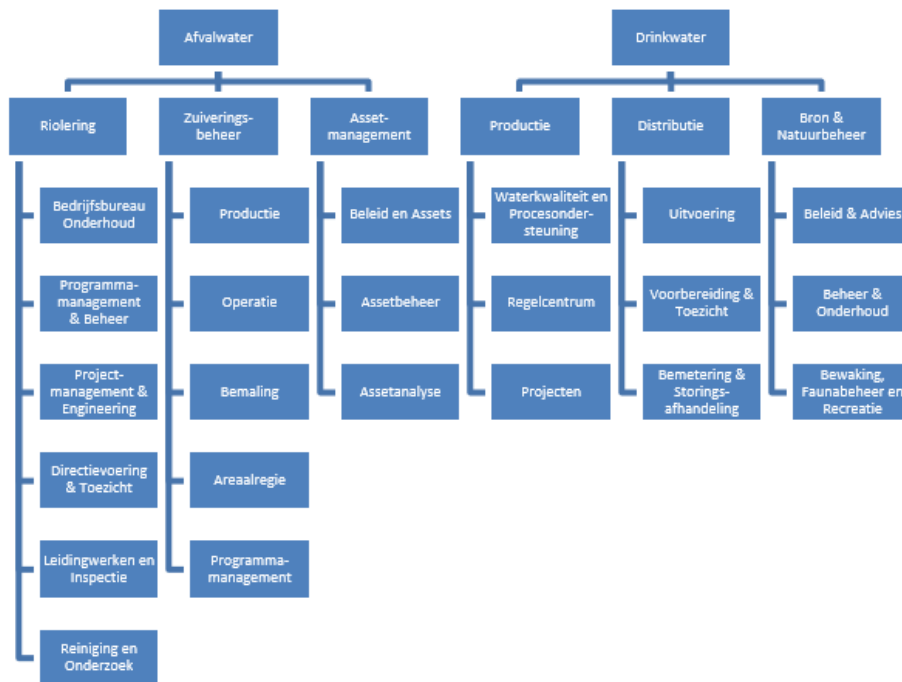 Afvalwater
Drinkwater
Riolering
Zuiverings-
beheer
Asset-
management
Productie
Distributie
Bron &
Natuurbeheer
Bedrijfsbureau
Onderhoud
Programma-
management
& Beheer
Project-
management &
Engineering
Directievoering
& Toezicht
Leidingwerken en
Inspectie
Reiniging en
Onderzoek
Productie
Operatie
Bemaling
Areaalregie
Programma-
management
Beleid en Assets
Assetbeheer
Assetanalyse
Waterkwaliteit en
Procesonder-
steuning
Regelcentrum
Projecten
Uitvoering
Voorbereiding &
Toezicht
Bemetering &
Storings-
afhandeling
Beleid & Advies
Beheer &
Onderhoud
Bewaking,
Faunabeheer en
Recreatie